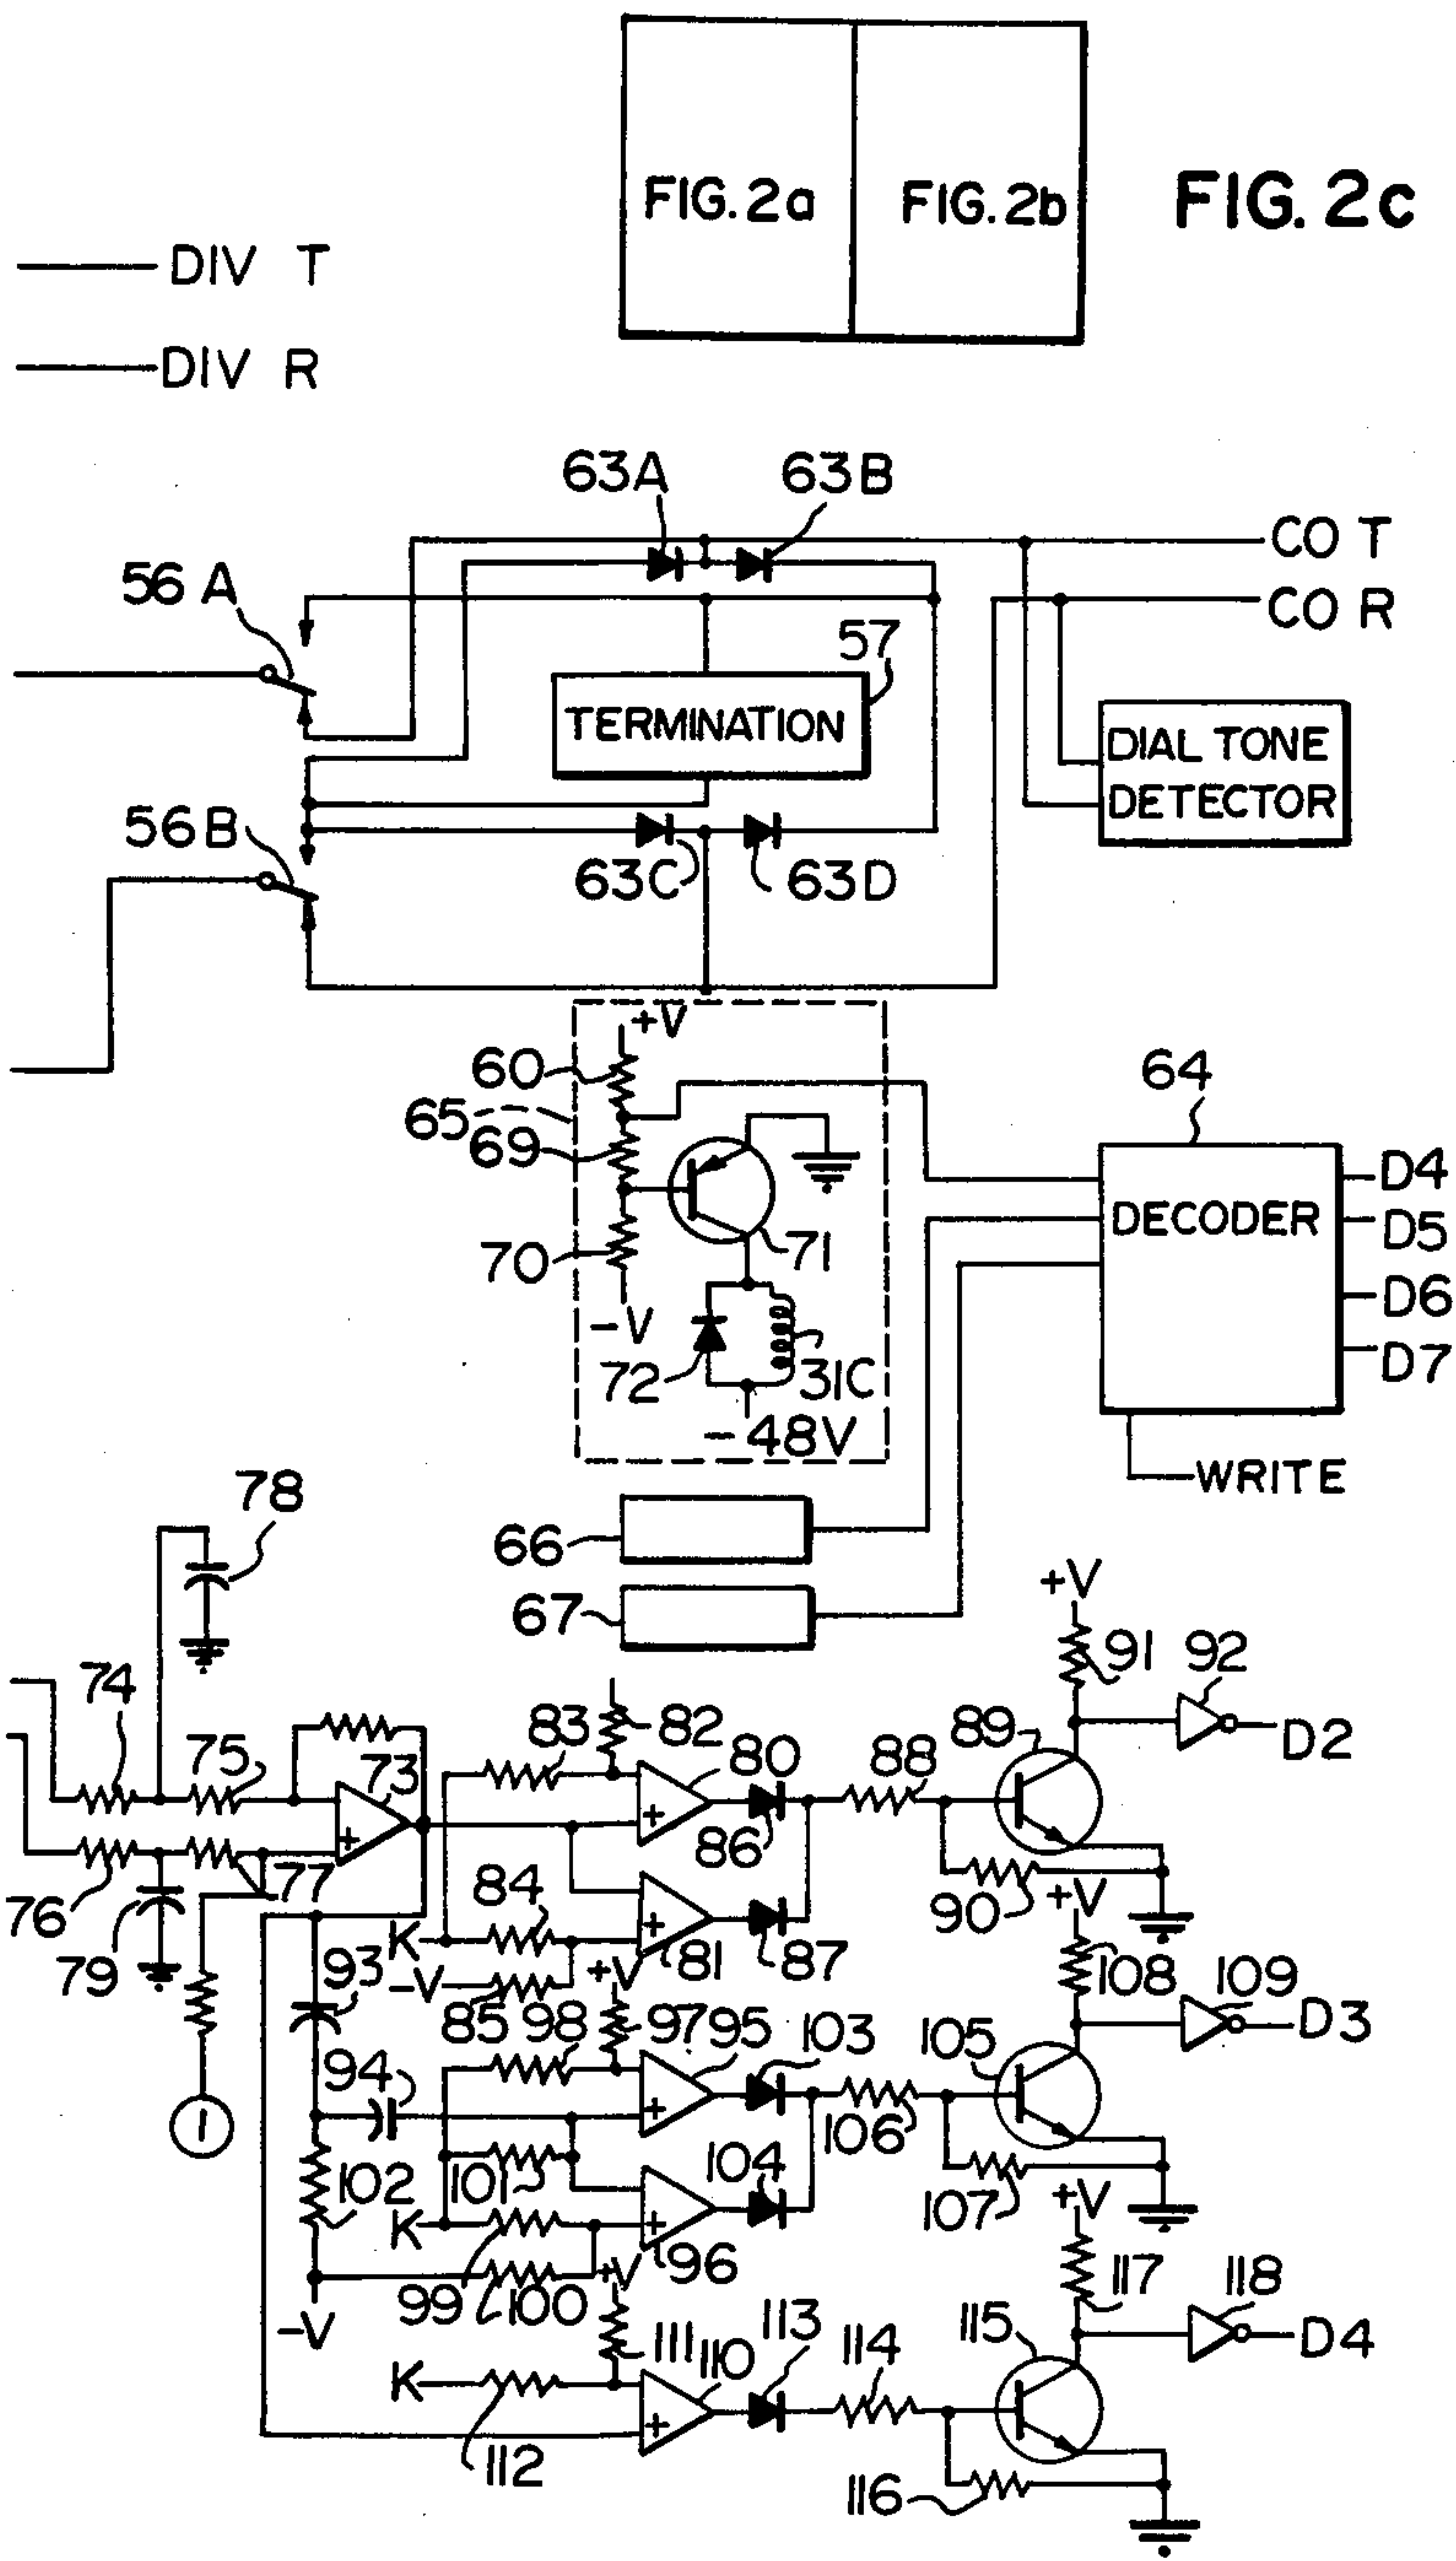 FIG. 2a
FIG. 2b
FIG. 2c
DIV T
DIV R
63A
63B
CO T
56A
CO R
57
TERMINATION
DIAL TONE
DETECTOR
56B
63C
63D
+V
60
64
65
69
D4
DECODER
D5
70
71
D6
-V
72
31C
D7
-48V
WRITE
78
66
+V
67
91
92
74
83
82
89
75
73
80
88
D2
+
+
86
76
77
84
90
+V
79
K
+
81
87
93
-V
+V
108
109
85
98
97
95
103
105
D3
94
1
+
106
101
104
102
107
+V
K
+
96
99
100
+V
117
118
-V
111
110
113
114
115
D4
K
+
112
116